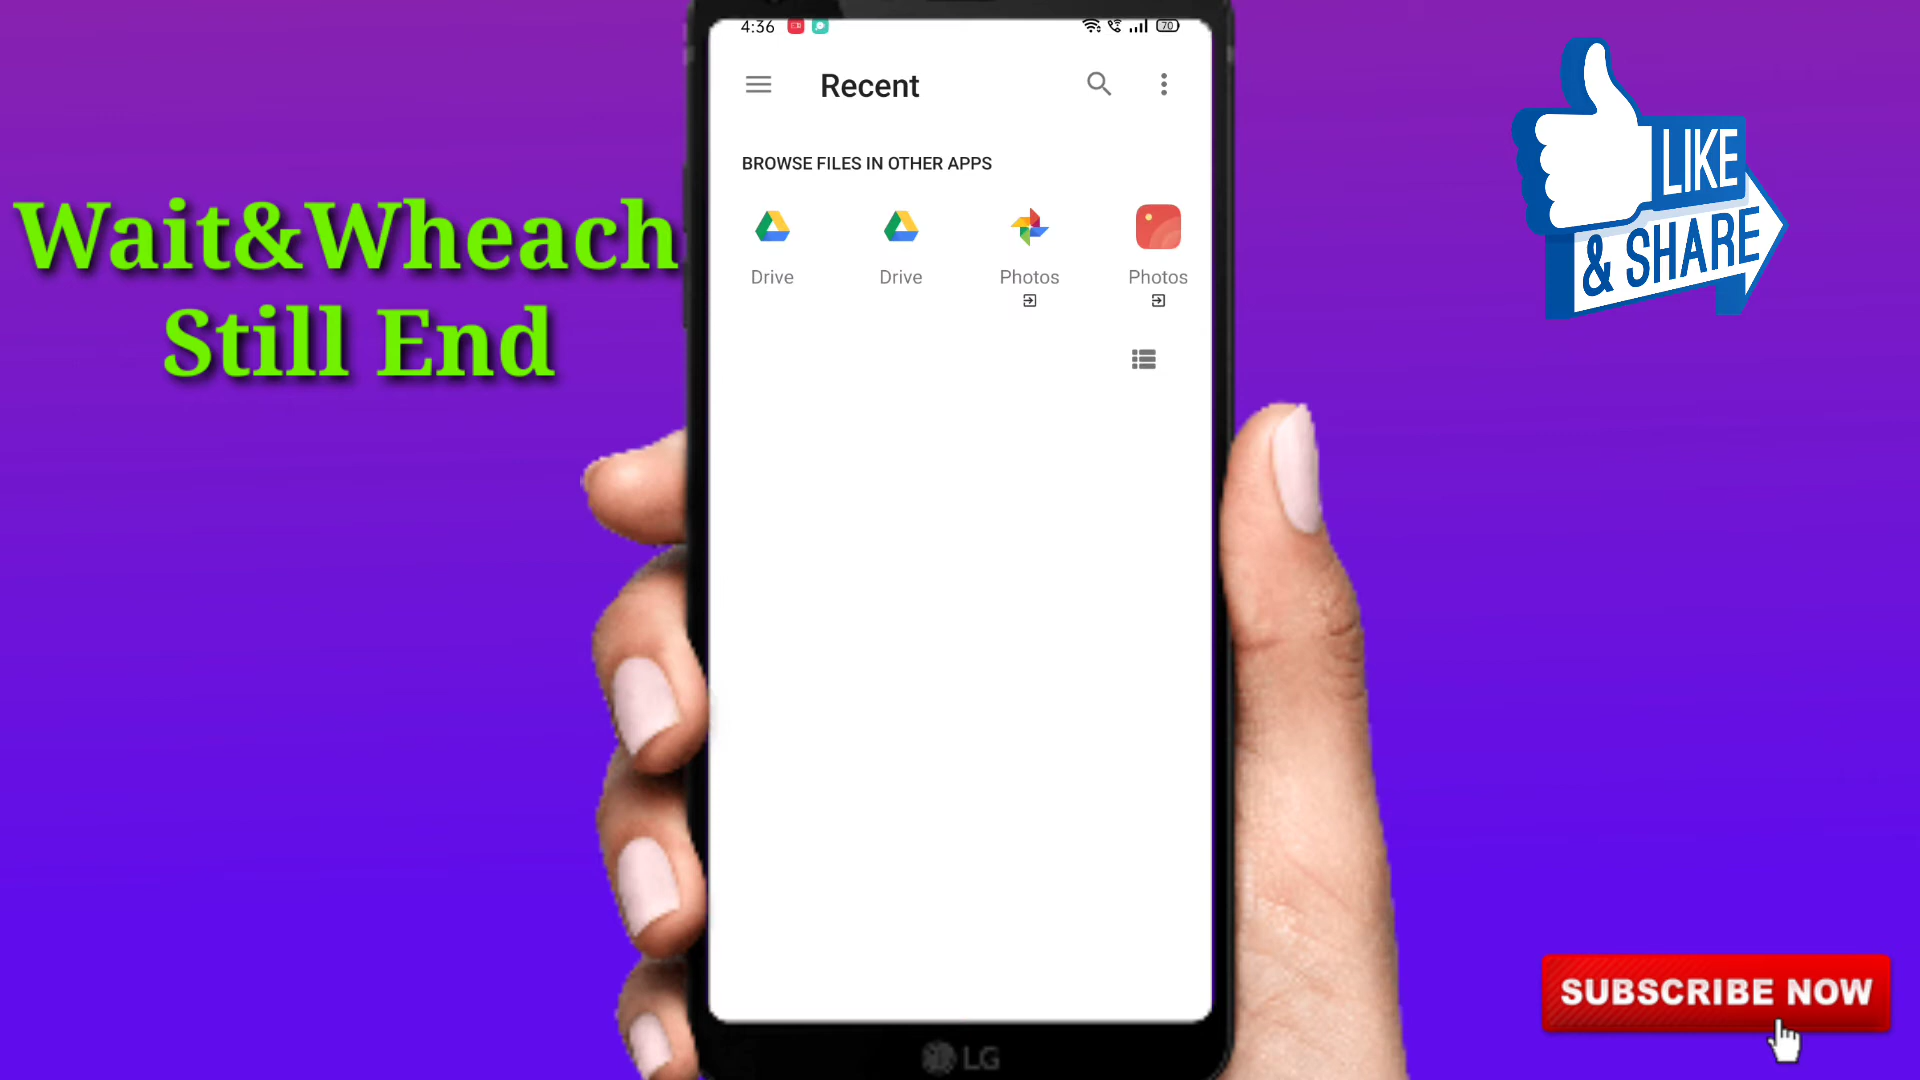 4:36
70
Recent
BROWSE FILES IN OTHER APPS
Drive
Drive
Photos
Photos
Wait&Wheach
Still End
LIKE
& SHARE
SUBSCRIBE NOW
LG